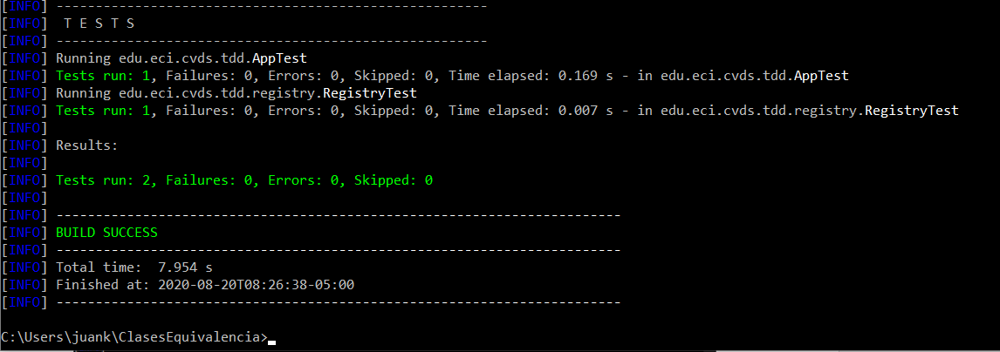 [INFO] -------------------------------------------------------
[INFO]  T E S T S
[INFO] -------------------------------------------------------
[INFO] Running edu.eci.cvds.tdd.AppTest
[INFO] Tests run: 1, Failures: 0, Errors: 0, Skipped: 0, Time elapsed: 0.169 s - in edu.eci.cvds.tdd.AppTest
[INFO] Running edu.eci.cvds.tdd.registry.RegistryTest
[INFO] Tests run: 1, Failures: 0, Errors: 0, Skipped: 0, Time elapsed: 0.007 s - in edu.eci.cvds.tdd.registry.RegistryTest
[INFO]
[INFO] Results:
[INFO]
[INFO] Tests run: 2, Failures: 0, Errors: 0, Skipped: 0
[INFO]
[INFO] ------------------------------------------------------------------------
[INFO] BUILD SUCCESS
[INFO] ------------------------------------------------------------------------
[INFO] Total time:  7.954 s
[INFO] Finished at: 2020-08-20T08:26:38-05:00
[INFO] ------------------------------------------------------------------------
C:\Users\juank\ClasesEquivalencia>